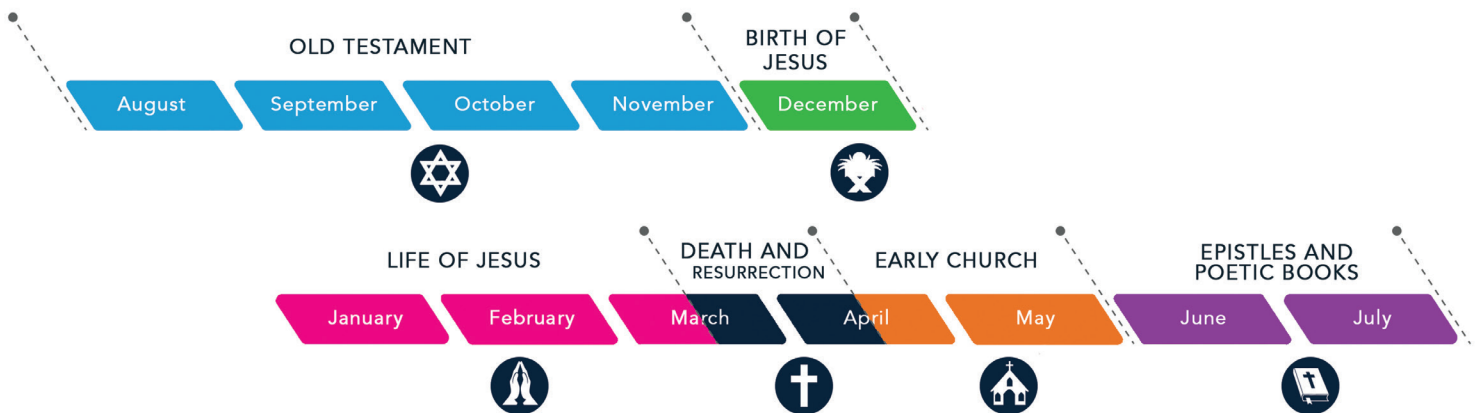 OLD TESTAMENT
BIRTH OF
JESUS
August
September
October
November
December
LIFE OF JESUS
DEATH AND
RESURRECTION
EARLY CHURCH
EPISTLES AND
POETIC BOOKS
January
February
March
April
May
June
July